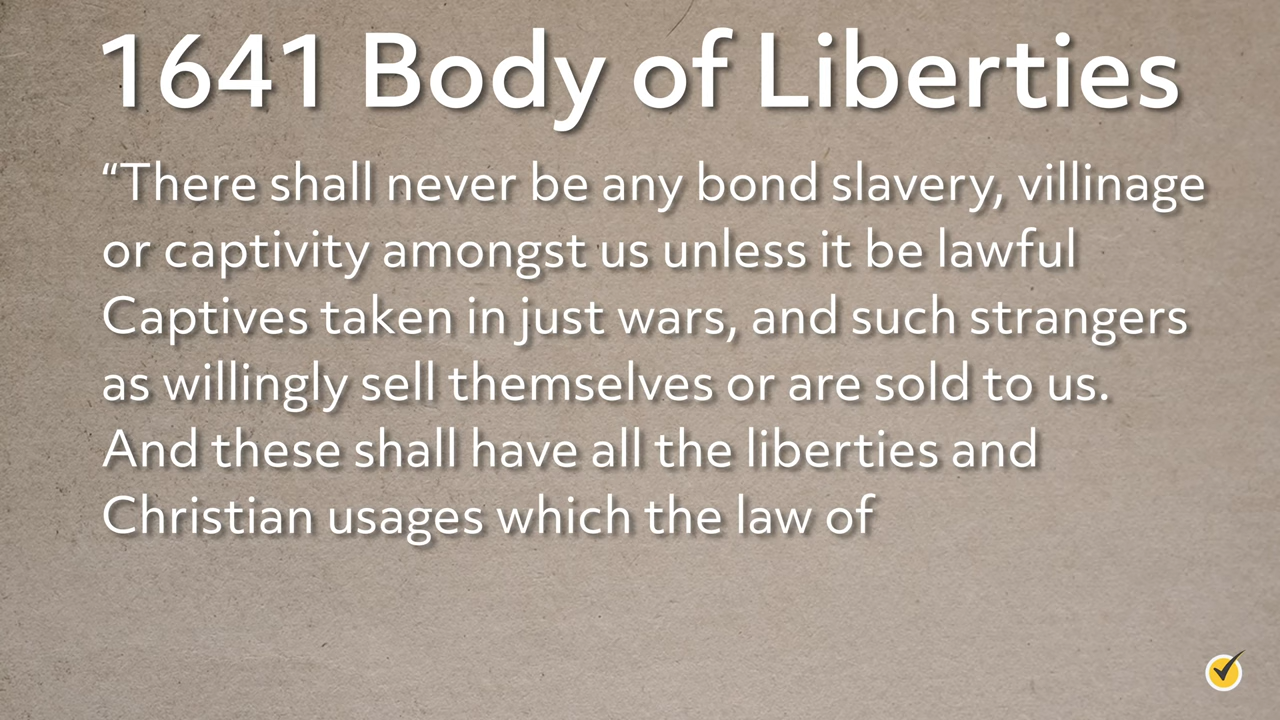 1641 Body of Liberties
“There shall never be any bond slavery, villinage
or captivity amongst us unless it be lawful
Captives taken in just wars, and such strangers
as willingly sell themselves or are sold to us.
And these shall have all the liberties and
Christian usages which the law of